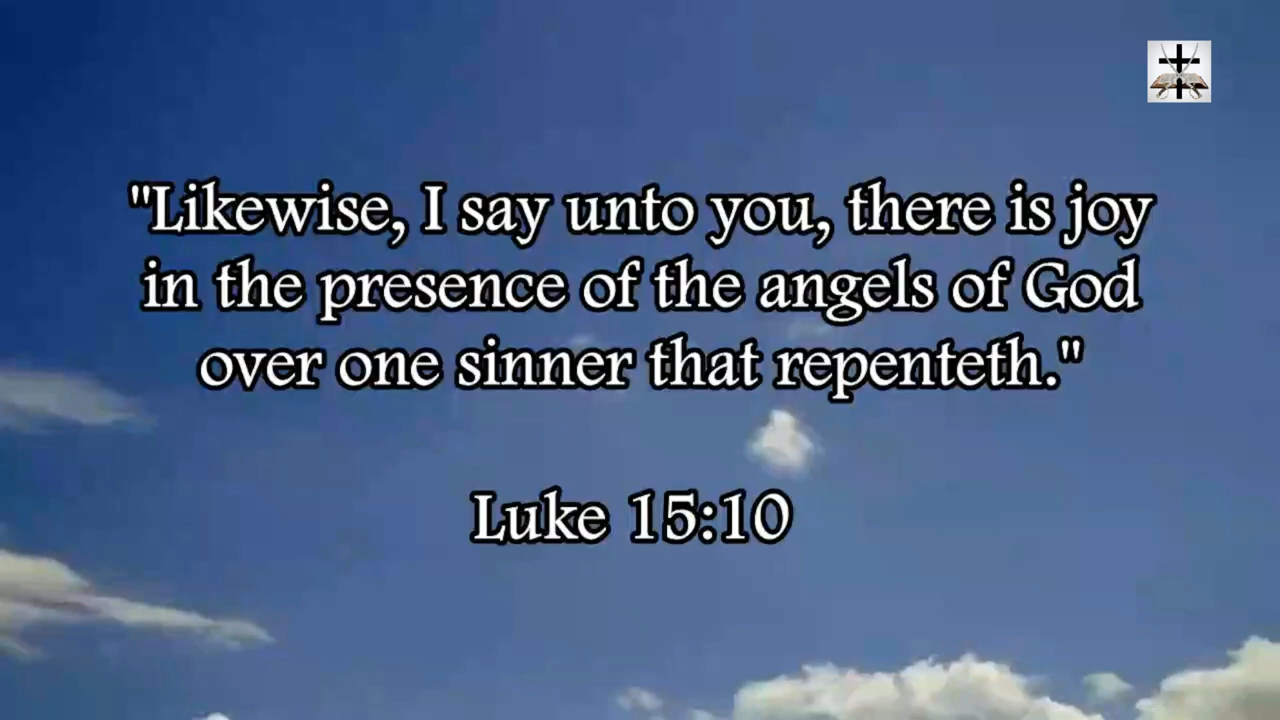 "Likewise, I say unto you, there is joy
in the presence of the angels of God
over one sinner that repenteth."
Luke 15:10